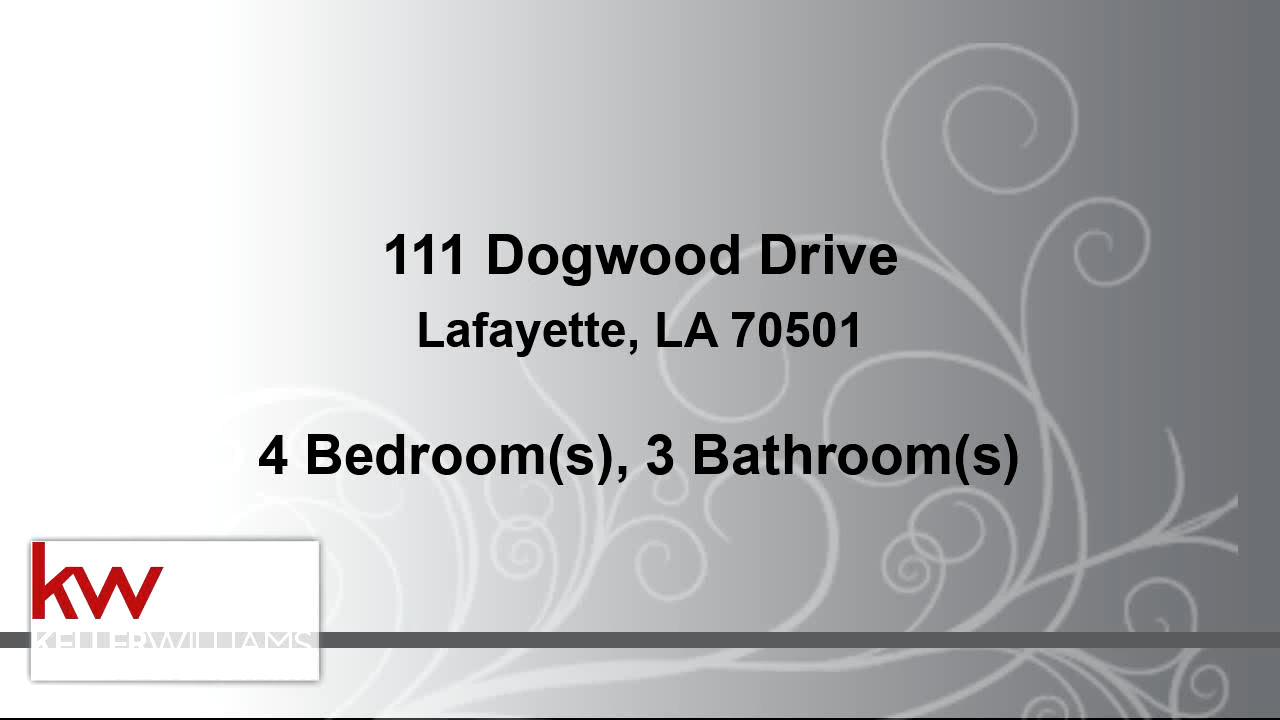 111 Dogwood Drive
Lafayette, LA 70501
4 Bedroom(s), 3 Bathroom(s)
kw
KELLERWILLIAMS